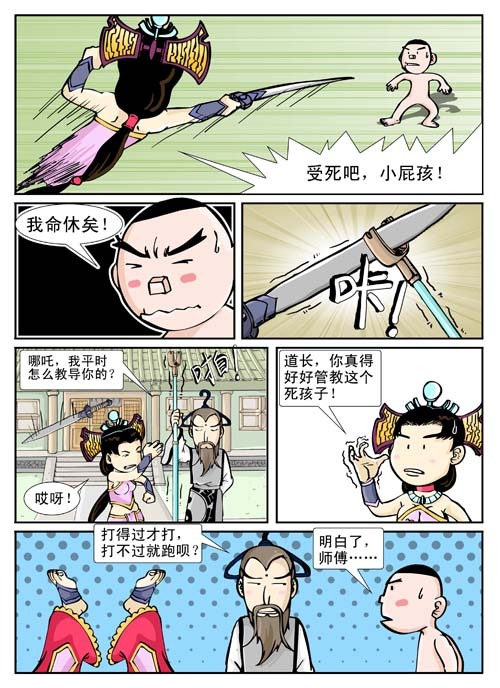 受死吧，小屁孩！
我命休矣！
咔！
哪吒，我平时
怎么教导你的？
啪！
哎呀！
道长，你真得
好好管教这个
死孩子！
打得过才打，
打不过就跑呗？
明白了，
师傅……